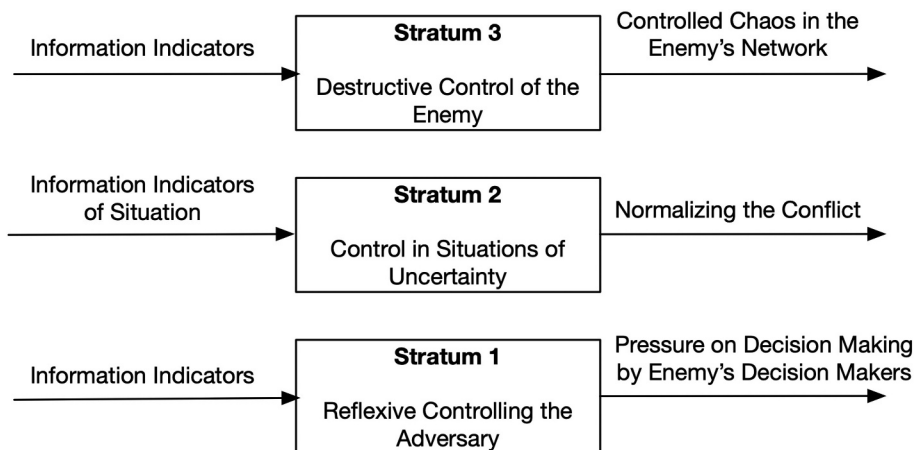 Information Indicators
Stratum 3
Destructive Control of the
Enemy
Controlled Chaos in the
Enemy’s Network
Information Indicators
of Situation
Stratum 2
Control in Situations of
Uncertainty
Normalizing the Conflict
Information Indicators
Stratum 1
Reflexive Controlling the
Adversary
Pressure on Decision Making
by Enemy’s Decision Makers